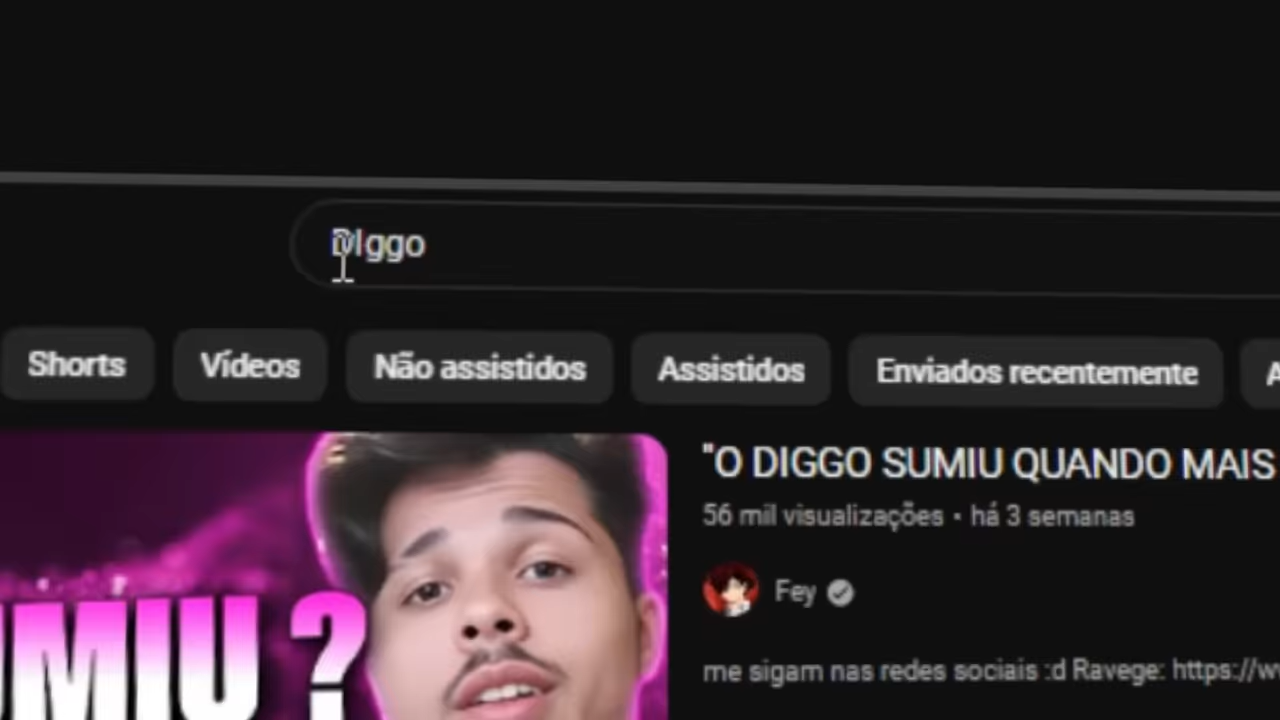 DIggo
Shorts
Vídeos
Não assistidos
Assistidos
Enviados recentemente
A
"O DIGGO SUMIU QUANDO MAIS
56 mil visualizações • há 3 semanas
Fey
UMIU ?
me sigam nas redes sociais :d Ravege: https://w